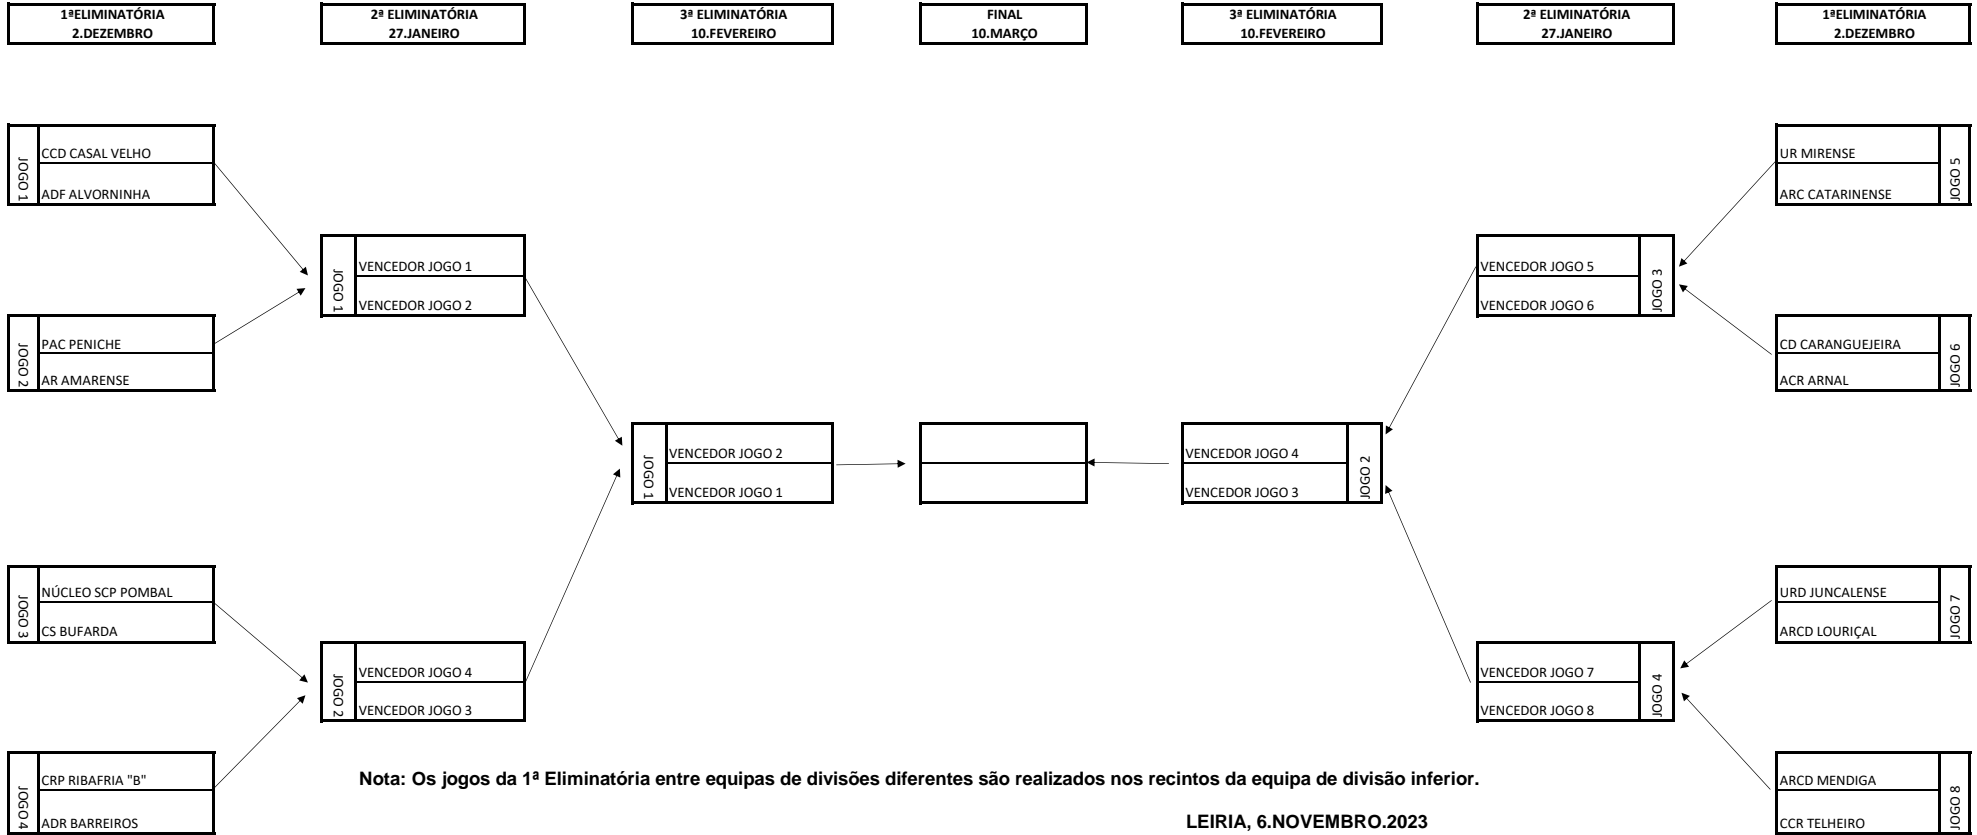 1ªELIMINATÓRIA
2.DEZEMBRO
2ª ELIMINATÓRIA
27.JANEIRO
3ª ELIMINATÓRIA
10.FEVEREIRO
FINAL
10.MARÇO
3ª ELIMINATÓRIA
10.FEVEREIRO
2ª ELIMINATÓRIA
27.JANEIRO
1ªELIMINATÓRIA
2.DEZEMBRO
JOGO 1
CCD CASAL VELHO
ADF ALVORNINHA
JOGO 2
PAC PENICHE
AR AMARENSE
JOGO 3
NÚCLEO SCP POMBAL
CS BUFARDA
JOGO 4
CRP RIBAFRIA "B"
ADR BARREIROS
JOGO 1
VENCEDOR JOGO 1
VENCEDOR JOGO 2
JOGO 2
VENCEDOR JOGO 4
VENCEDOR JOGO 3
JOGO 1
VENCEDOR JOGO 2
VENCEDOR JOGO 1
VENCEDOR JOGO 4
VENCEDOR JOGO 3
JOGO 2
VENCEDOR JOGO 5
VENCEDOR JOGO 6
JOGO 3
VENCEDOR JOGO 7
VENCEDOR JOGO 8
JOGO 4
UR MIRENSE
ARC CATARINENSE
JOGO 5
CD CARANGUEJEIRA
ACR ARNAL
JOGO 6
URD JUNCALENSE
ARCD LOURIÇAL
JOGO 7
ARCD MENDIGA
CCR TELHEIRO
JOGO 8
Nota: Os jogos da 1ª Eliminatória entre equipas de divisões diferentes são realizados nos recintos da equipa de divisão inferior.
LEIRIA, 6.NOVEMBRO.2023